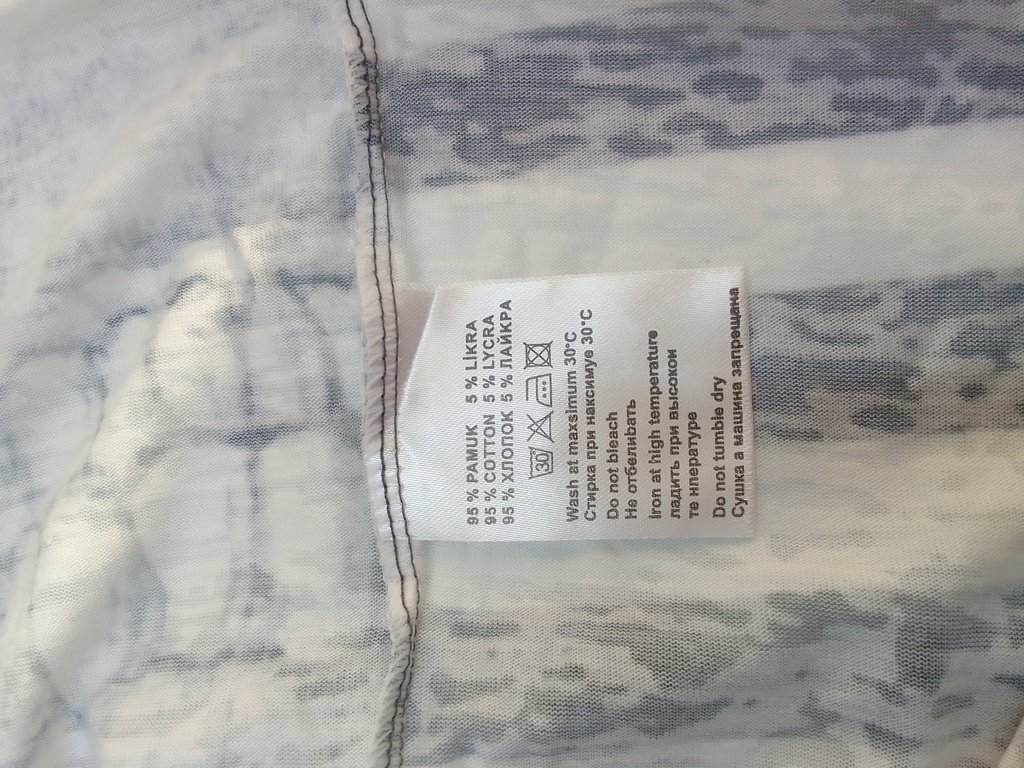 95 % PAMUK 5 % LİKRA
95 % COTTON 5 % LYCRA
95 % ХЛОПОК 5 % ЛАЙКРА
30
Wash at maxsimum 30°C
Стирка при наксимуе 30°C
Do not bleach
Не отбеливать
Iron at high temperature
ладить при высокои
те нпературе
Do not tumble dry
Сушка а машина запрещана